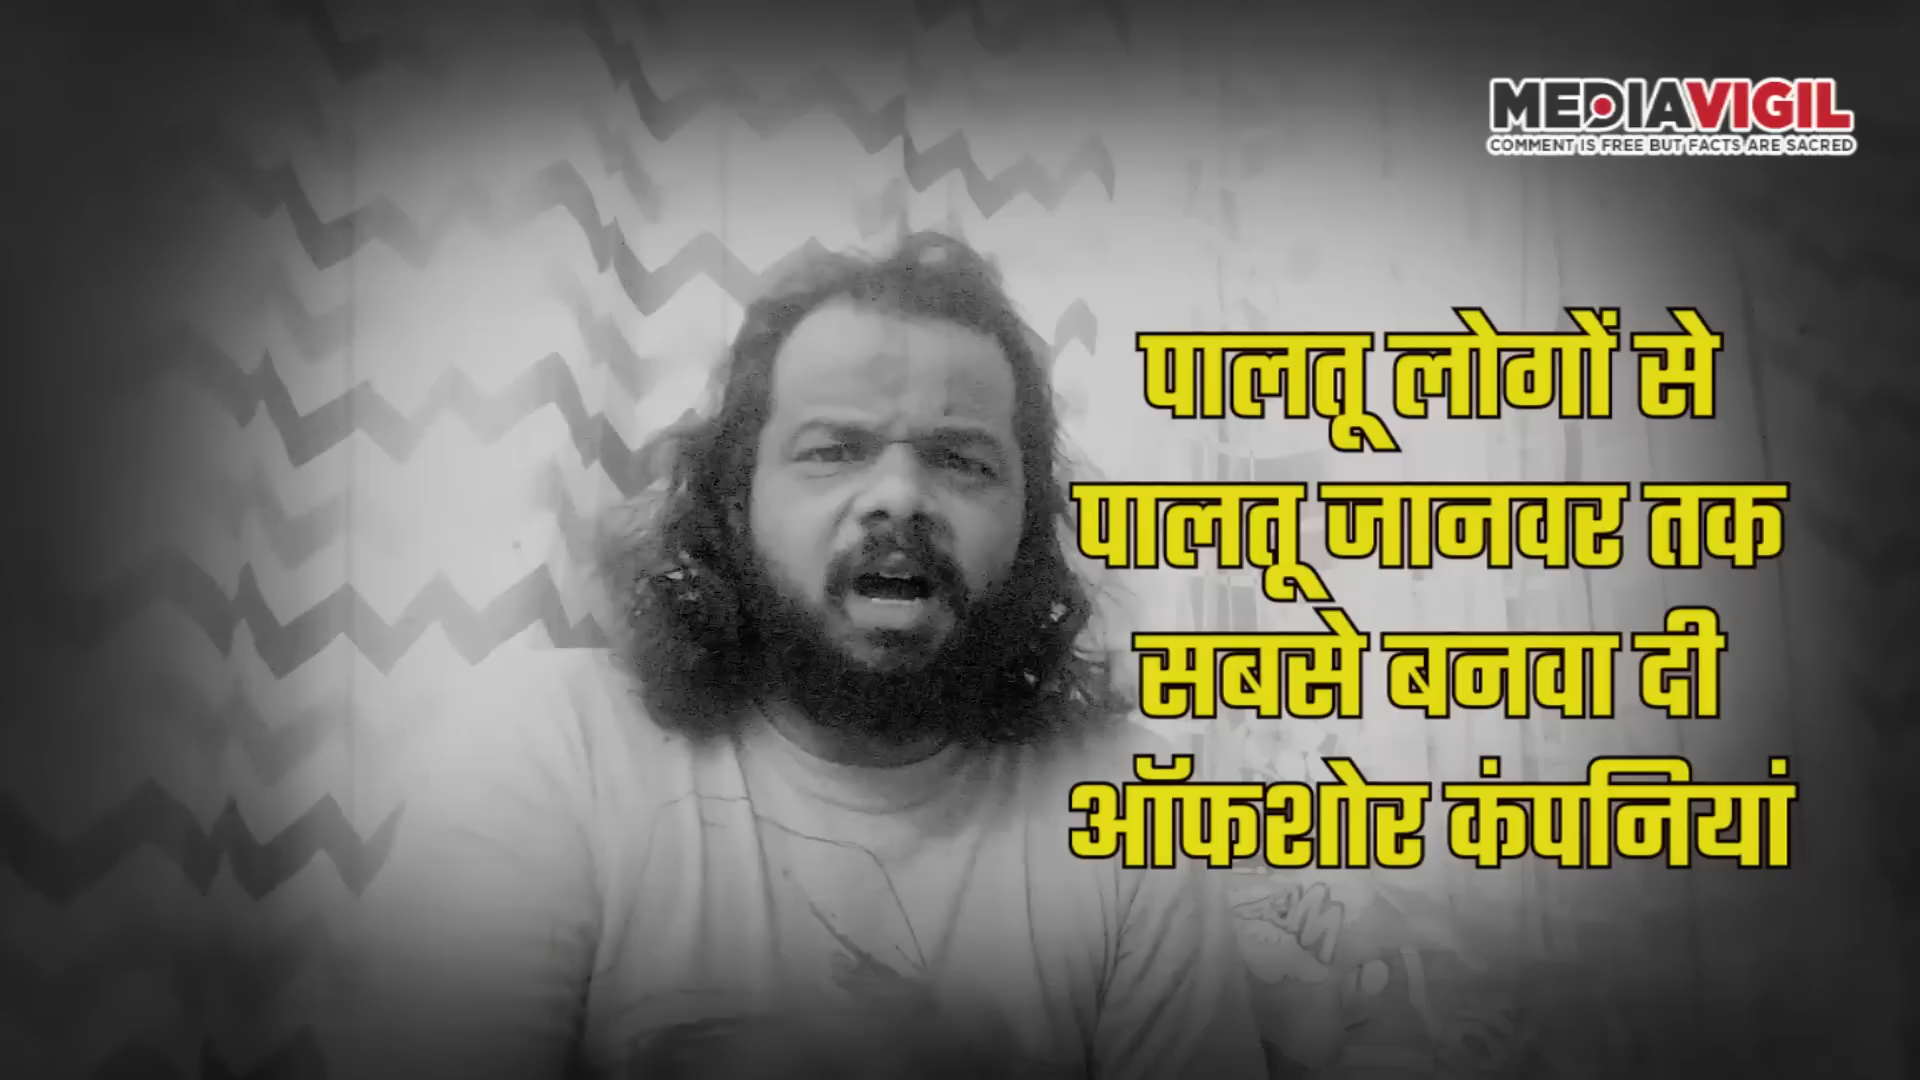 MEDIAVIGIL
COMMENT IS FREE BUT FACTS ARE SACRED
पालतू लोगों से
पालतू जानवर तक
सबसे बनवा दी
ऑफशोर कंपनियां